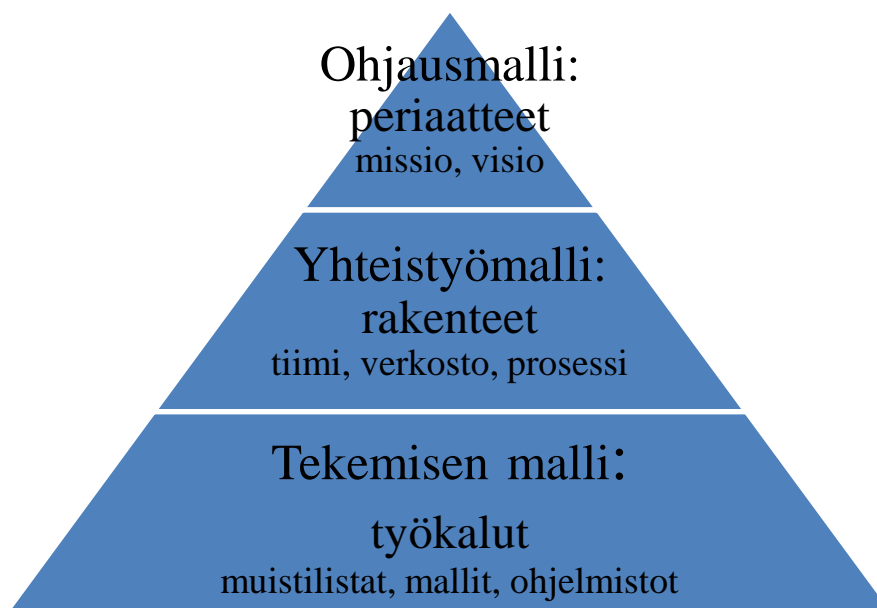 Ohjausmalli:
periaatteet
missio, visio
Yhteistyömalli:
rakenteet
tiimi, verkosto, prosessi
Tekemisen malli:
työkalut
muistilistat, mallit, ohjelmistot